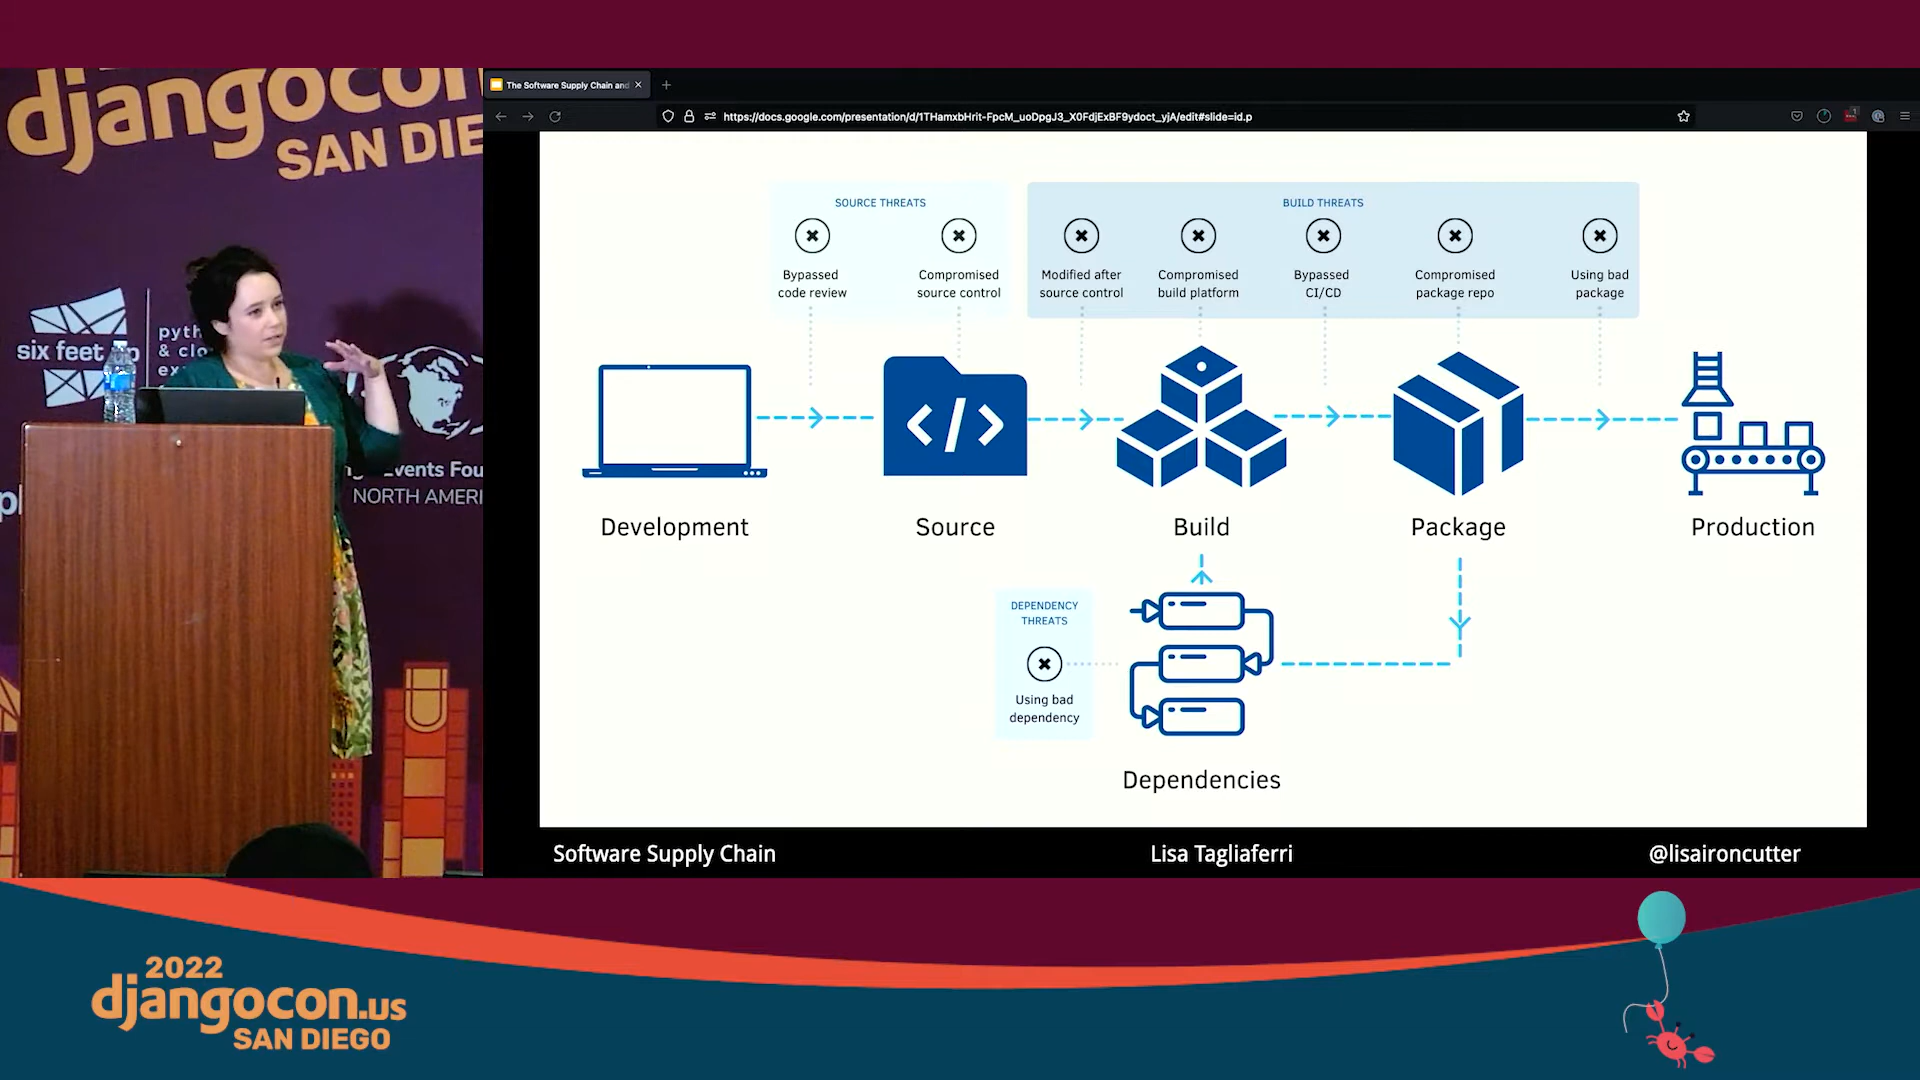 djangocon
SAN DIE
six feet up
pyth
& clo
ex
Events Fou
NORTH AMERI
The Software Supply Chain and
https://docs.google.com/presentation/d/1THamxbHrit-FpcM_uoDpgJ3_X0FdjExBF9ydoct_yjA/edit#slide=id.p
SOURCE THREATS
Bypassed
code review
Compromised
source control
BUILD THREATS
Modified after
source control
Compromised
build platform
Bypassed
CI/CD
Compromised
package repo
Using bad
package
Development
Source
Build
Package
Production
DEPENDENCY
THREATS
Using bad
dependency
Dependencies
Software Supply Chain
Lisa Tagliaferri
@lisaironcutter
2022
djangocon.us
SAN DIEGO